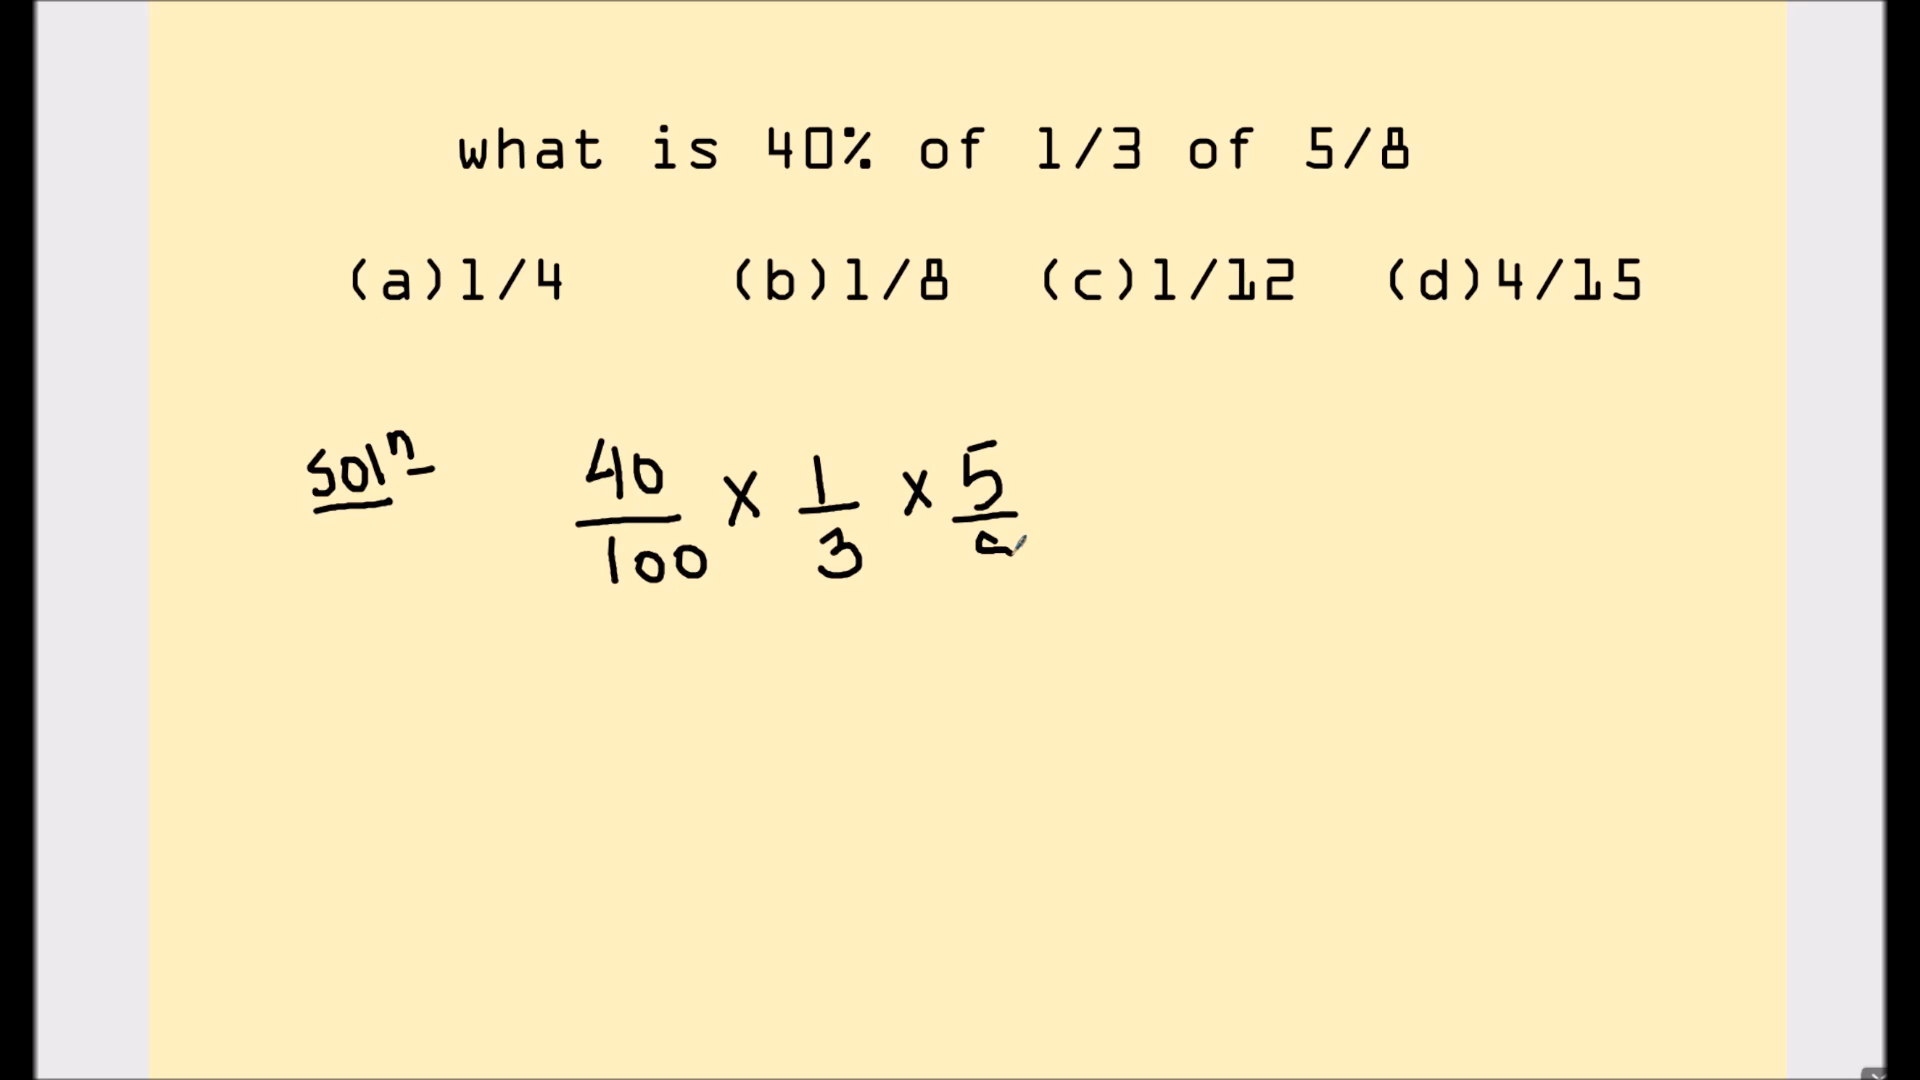 what is 40% of 1/3 of 5/8
(a)1/4 (b)1/8 (c)1/12 (d)4/15
Solⁿ 40/100 × 1/3 × 5/